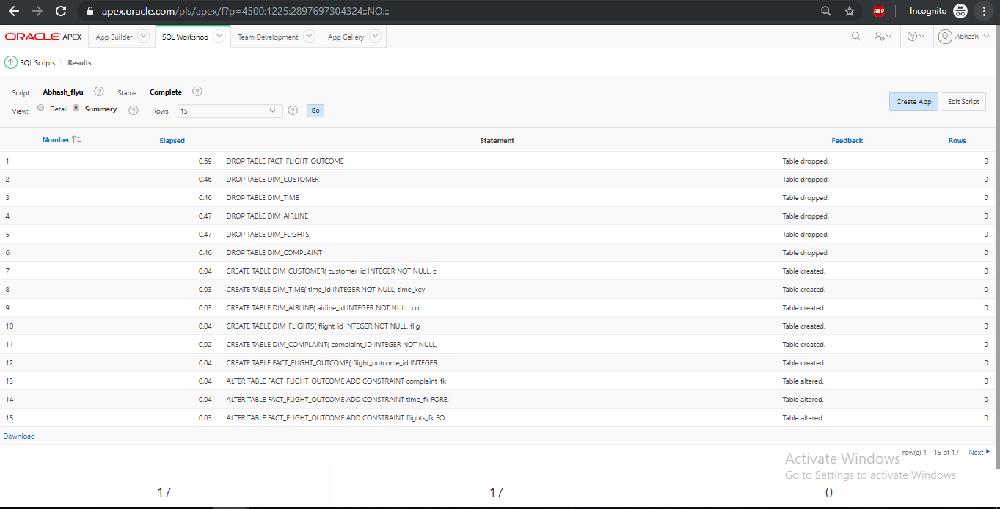 apex.oracle.com/pls/apex/f?p=4500:1225:2897697304324::NO:::
ABP
Incognito
ORACLE APEX
App Builder
SQL Workshop
Team Development
App Gallery
Abhash
SQL Scripts \ Results
Script: Abhash_flyu ? Status: Complete ?
View: Detail Summary ? Rows 15 ? Go
Create App
Edit Script
Number Elapsed Statement Feedback Rows
1 0.69 DROP TABLE FACT_FLIGHT_OUTCOME Table dropped. 0
2 0.46 DROP TABLE DIM_CUSTOMER Table dropped. 0
3 0.46 DROP TABLE DIM_TIME Table dropped. 0
4 0.47 DROP TABLE DIM_AIRLINE Table dropped. 0
5 0.47 DROP TABLE DIM_FLIGHTS Table dropped. 0
6 0.46 DROP TABLE DIM_COMPLAINT Table dropped. 0
7 0.04 CREATE TABLE DIM_CUSTOMER( customer_id INTEGER NOT NULL, c Table created. 0
8 0.03 CREATE TABLE DIM_TIME( time_id INTEGER NOT NULL, time_key Table created. 0
9 0.03 CREATE TABLE DIM_AIRLINE( airline_id INTEGER NOT NULL, col Table created. 0
10 0.04 CREATE TABLE DIM_FLIGHTS( flight_id INTEGER NOT NULL, flig Table created. 0
11 0.02 CREATE TABLE DIM_COMPLAINT( complaint_ID INTEGER NOT NULL, Table created. 0
12 0.04 CREATE TABLE FACT_FLIGHT_OUTCOME( flight_outcome_id INTEGER Table created. 0
13 0.04 ALTER TABLE FACT_FLIGHT_OUTCOME ADD CONSTRAINT complaint_fk Table altered. 0
14 0.04 ALTER TABLE FACT_FLIGHT_OUTCOME ADD CONSTRAINT time_fk FOREI Table altered. 0
15 0.03 ALTER TABLE FACT_FLIGHT_OUTCOME ADD CONSTRAINT flights_fk FO Table altered. 0
Download
row(s) 1 - 15 of 17 Next
Activate Windows
Go to Settings to activate Windows.
17 17 0